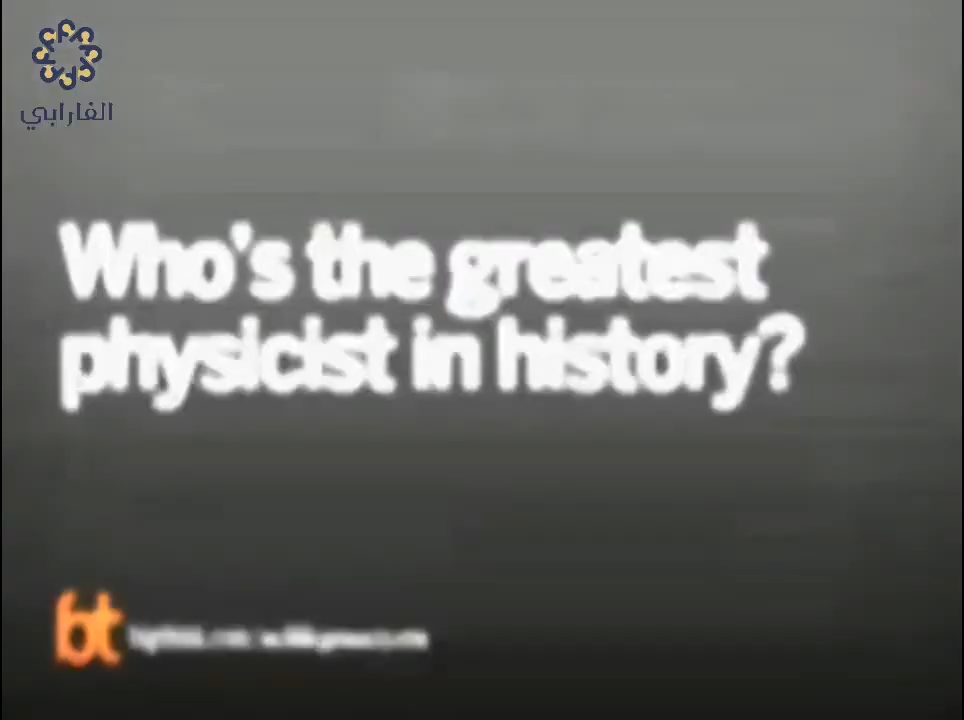 الفارابي
Who's the greatest
physicist in history?
bt